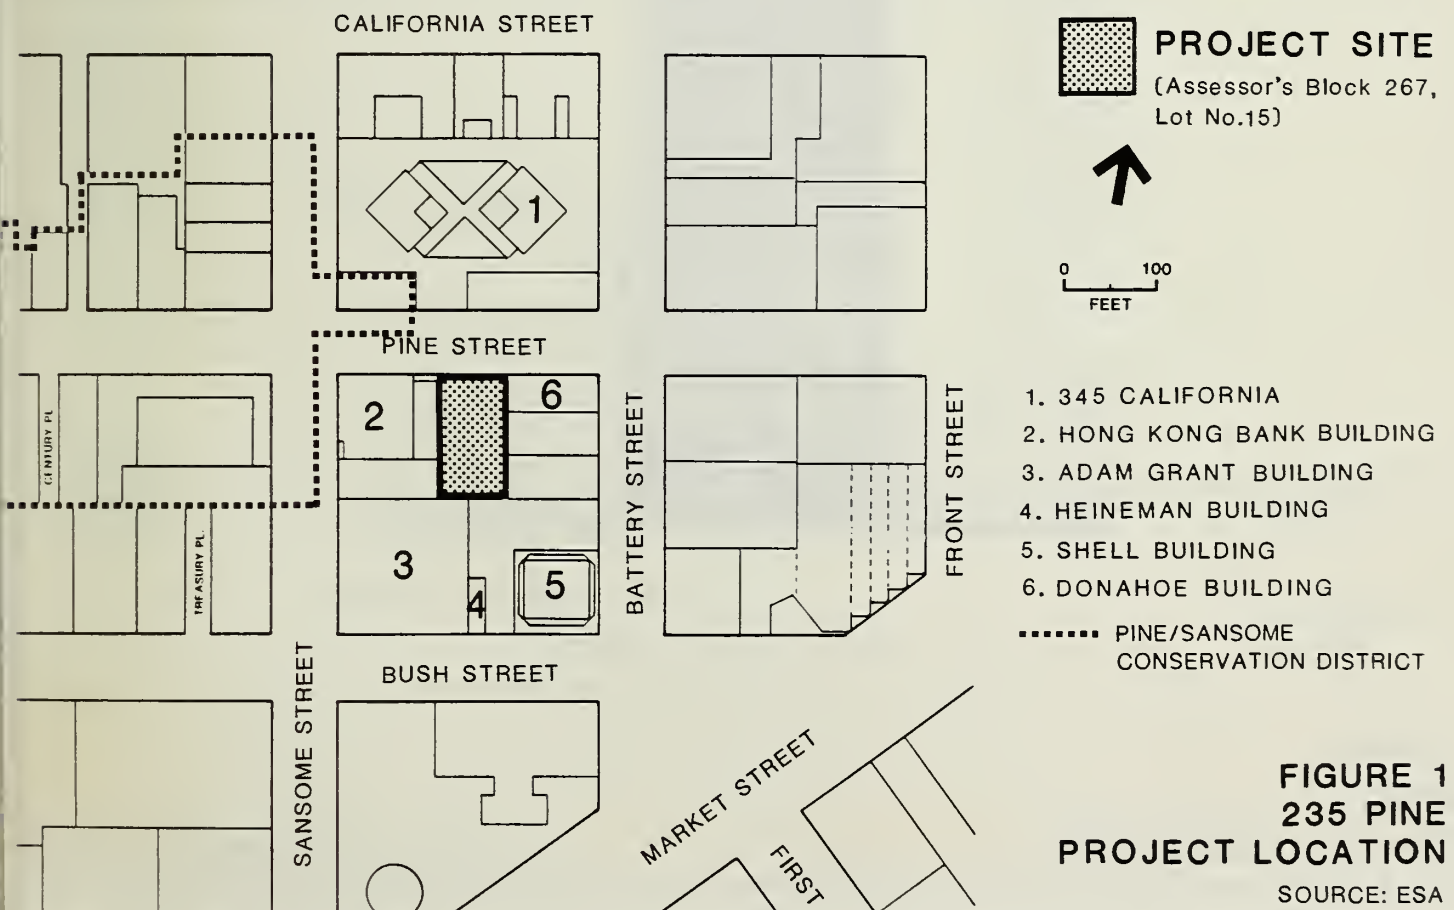 CALIFORNIA STREET
PROJECT SITE
(Assessor's Block 267,
Lot No.15)
1
0 100
FEET
PINE STREET
2
6
3
4
5
CENTURY PL.
TREASURY PL.
BATTERY STREET
FRONT STREET
1. 345 CALIFORNIA
2. HONG KONG BANK BUILDING
3. ADAM GRANT BUILDING
4. HEINEMAN BUILDING
5. SHELL BUILDING
6. DONAHOE BUILDING
PINE/SANSOME
CONSERVATION DISTRICT
BUSH STREET
SANSOME STREET
MARKET STREET
FIRST
FIGURE 1
235 PINE
PROJECT LOCATION
SOURCE: ESA